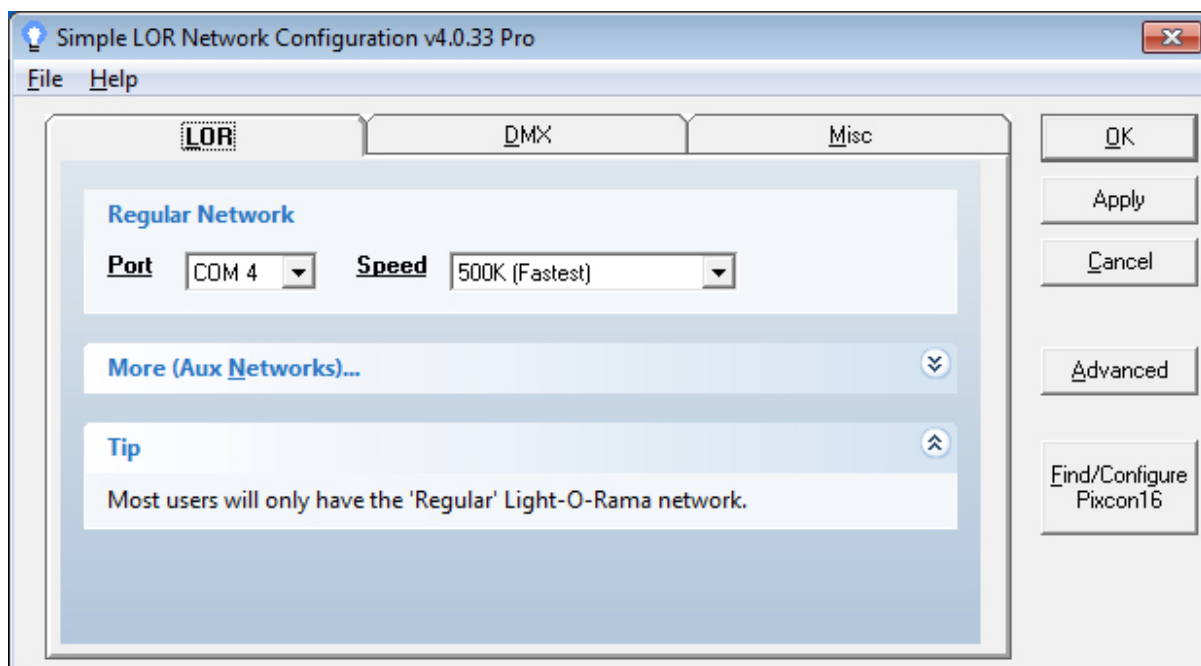 Simple LOR Network Configuration v4.0.33 Pro
File Help
LOR DMX Misc
Regular Network
Port COM 4 Speed 500K (Fastest)
More (Aux Networks)...
Tip
Most users will only have the 'Regular' Light-O-Rama network.
OK
Apply
Cancel
Advanced
Find/Configure
Pixcon16